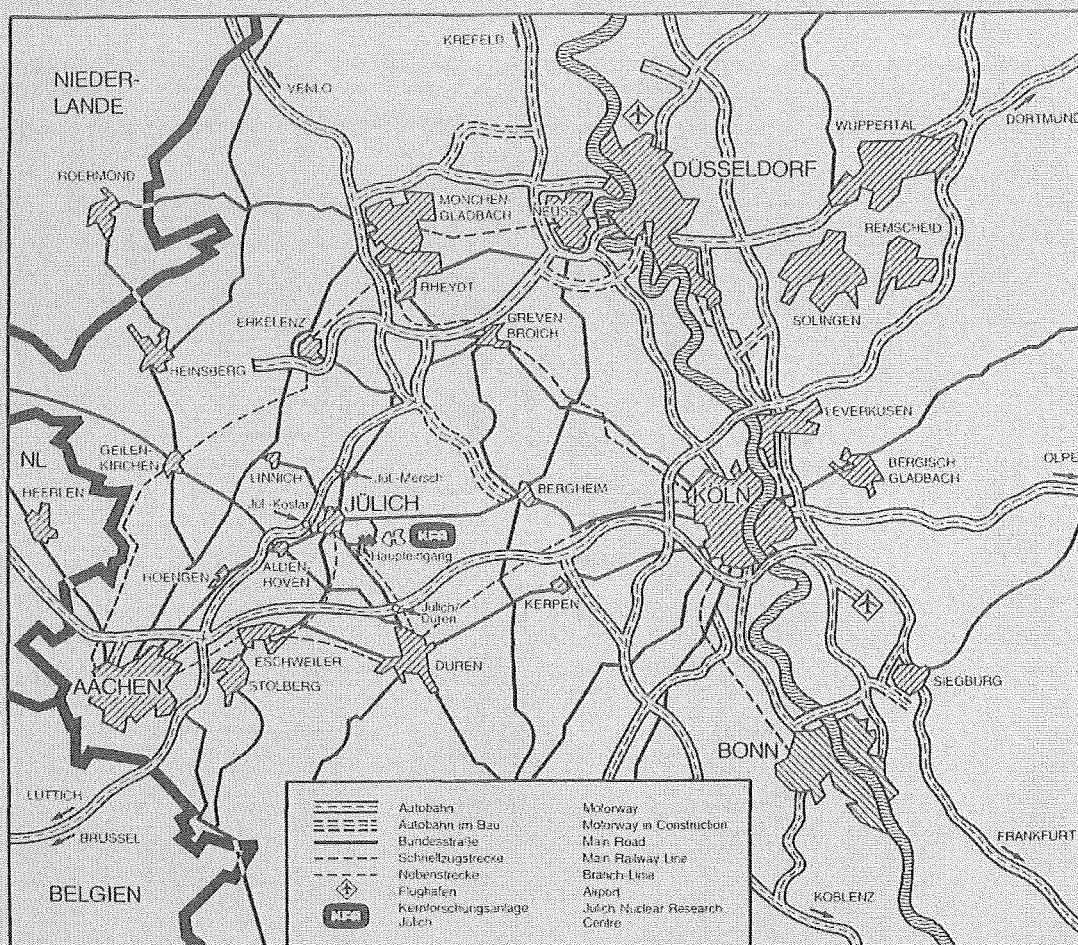 KREFELD
NIEDER-
LANDE
VENLO
DORTMUND
WUPPERTAL
DÜSSELDORF
ROERMOND
MÖNCHEN-
GLADBACH
NEUSS
REMSCHEID
RHEYDT
SOLINGEN
ERKELENZ
GREVEN-
BROICH
HEINSBERG
LEVERKUSEN
GEILEN-
KIRCHEN
NL
LINNICH
Jül.-Mersch
BERGISCH
GLADBACH
OLPE
HEERLEN
BERGHEIM
KÖLN
Jül.-Koslar
JÜLICH
KFA
Haupteingang
HOENGEN
ALDEN-
HOVEN
KERPEN
Jülich/
Düren
ESCHWEILER
DÜREN
AACHEN
STOLBERG
SIEGBURG
BONN
LÜTTICH
BRÜSSEL
FRANKFURT
BELGIEN
KOBLENZ
Autobahn Motorway
Autobahn im Bau Motorway in Construction
Bundesstraße Main Road
Schnellzugstrecke Main Railway Line
Nebenstrecke Branch-Line
Flughafen Airport
KFA Kernforschungsanlage Jülich Nuclear Research
Jülich Centre